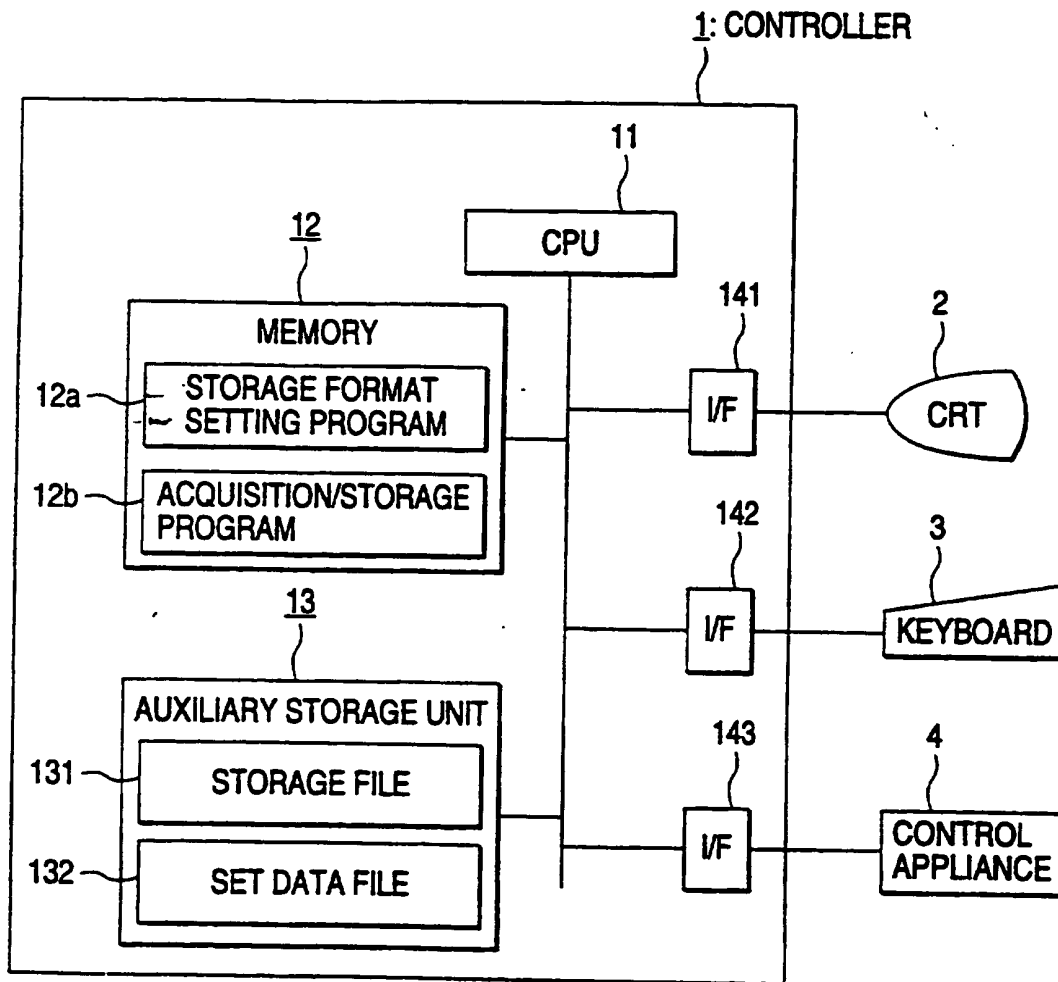 1: CONTROLLER
11
CPU
12
MEMORY
12a
STORAGE FORMAT
SETTING PROGRAM
12b
ACQUISITION/STORAGE
PROGRAM
141
I/F
2
CRT
142
I/F
3
KEYBOARD
13
AUXILIARY STORAGE UNIT
131
STORAGE FILE
132
SET DATA FILE
143
I/F
4
CONTROL
APPLIANCE